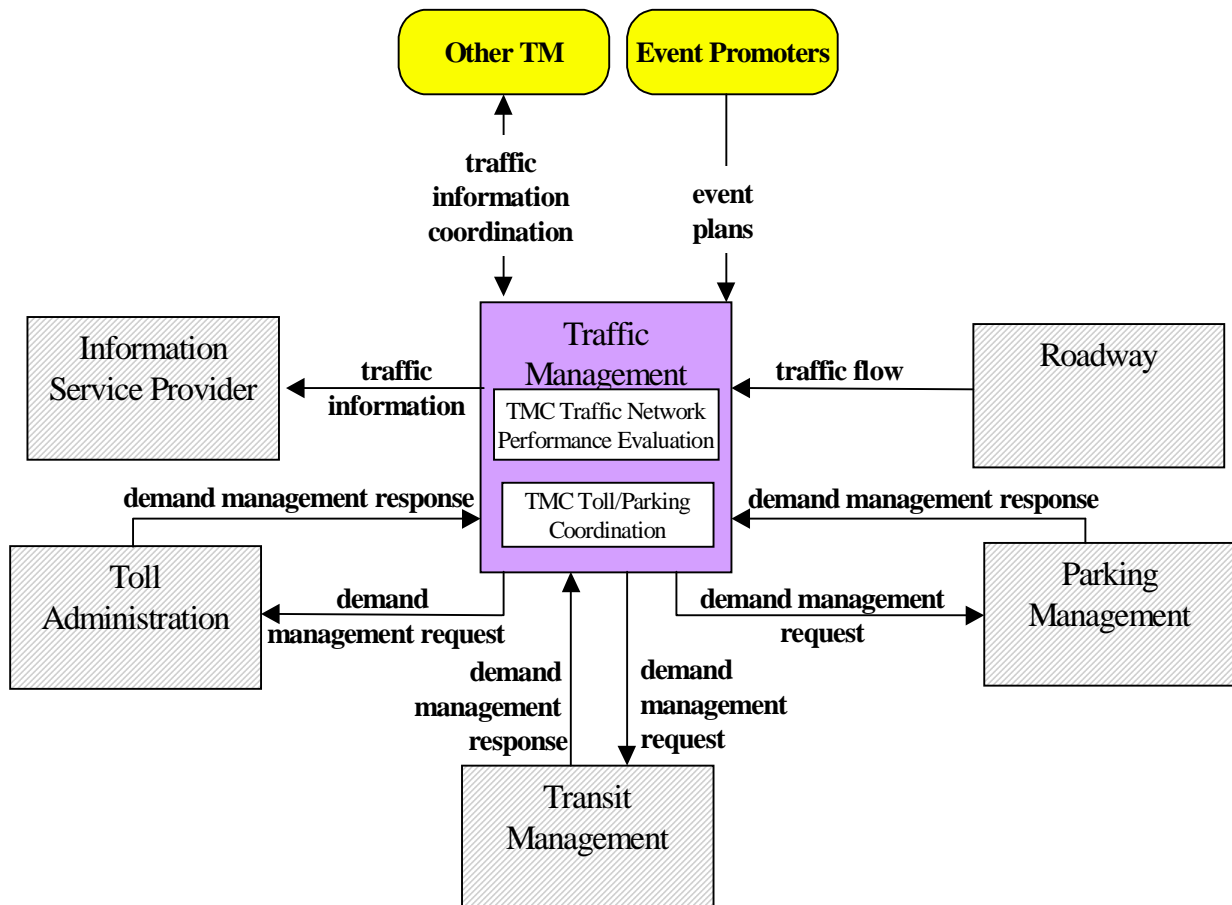 Other TM
Event Promoters
traffic
information
coordination
event
plans
Information
Service Provider
traffic
information
Traffic
Management
TMC Traffic Network
Performance Evaluation
TMC Toll/Parking
Coordination
traffic flow
Roadway
demand management response
demand management response
Toll
Administration
demand
management request
demand management
request
Parking
Management
demand
management
response
demand
management
request
Transit
Management